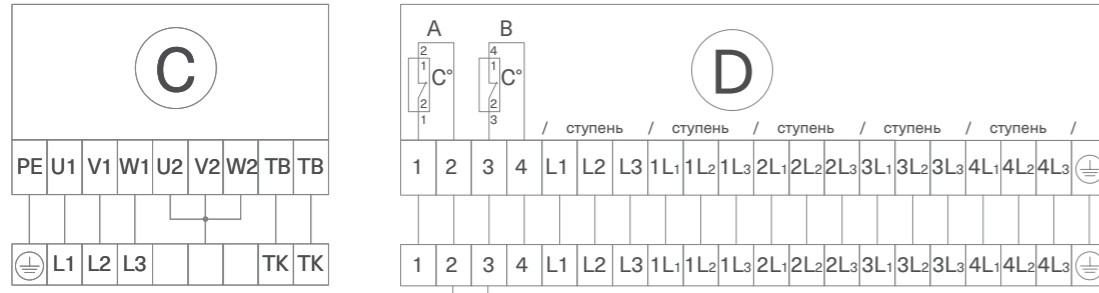 A B
C D
2 4
1 C° 1 C°
2 2
1 3
/ ступень / ступень / ступень / ступень / ступень /
PE U1 V1 W1 U2 V2 W2 TB TB
1 2 3 4 L1 L2 L3 1L1 1L2 1L3 2L1 2L2 2L3 3L1 3L2 3L3 4L1 4L2 4L3
L1 L2 L3 TK TK
1 2 3 4 L1 L2 L3 1L1 1L2 1L3 2L1 2L2 2L3 3L1 3L2 3L3 4L1 4L2 4L3